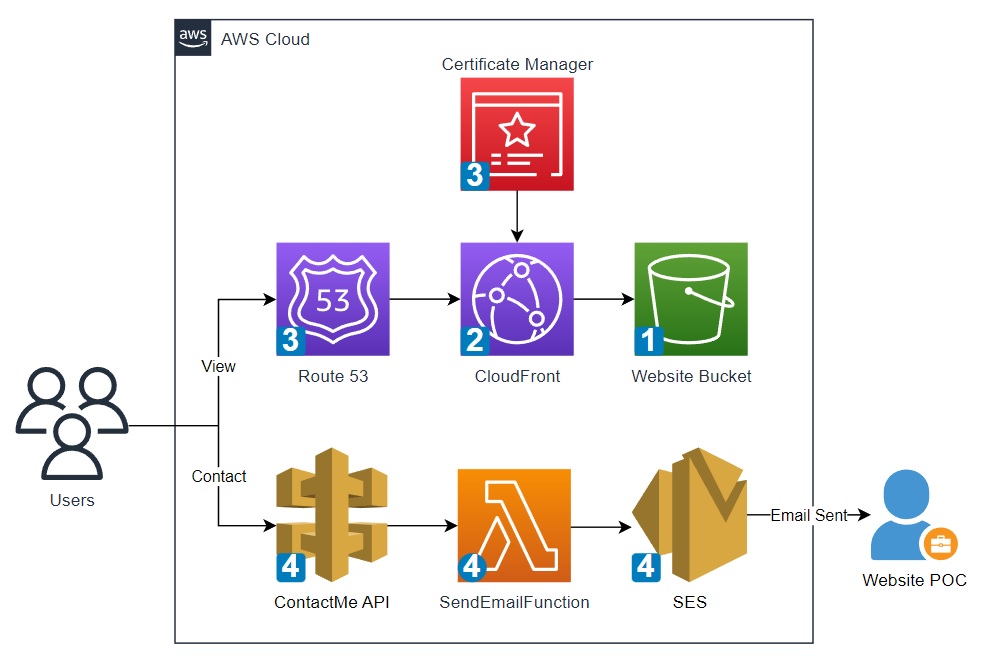 aws
AWS Cloud
Certificate Manager
3
53
3
2
1
Route 53
CloudFront
Website Bucket
View
Users
Contact
4
4
4
ContactMe API
SendEmailFunction
SES
Email Sent
Website POC